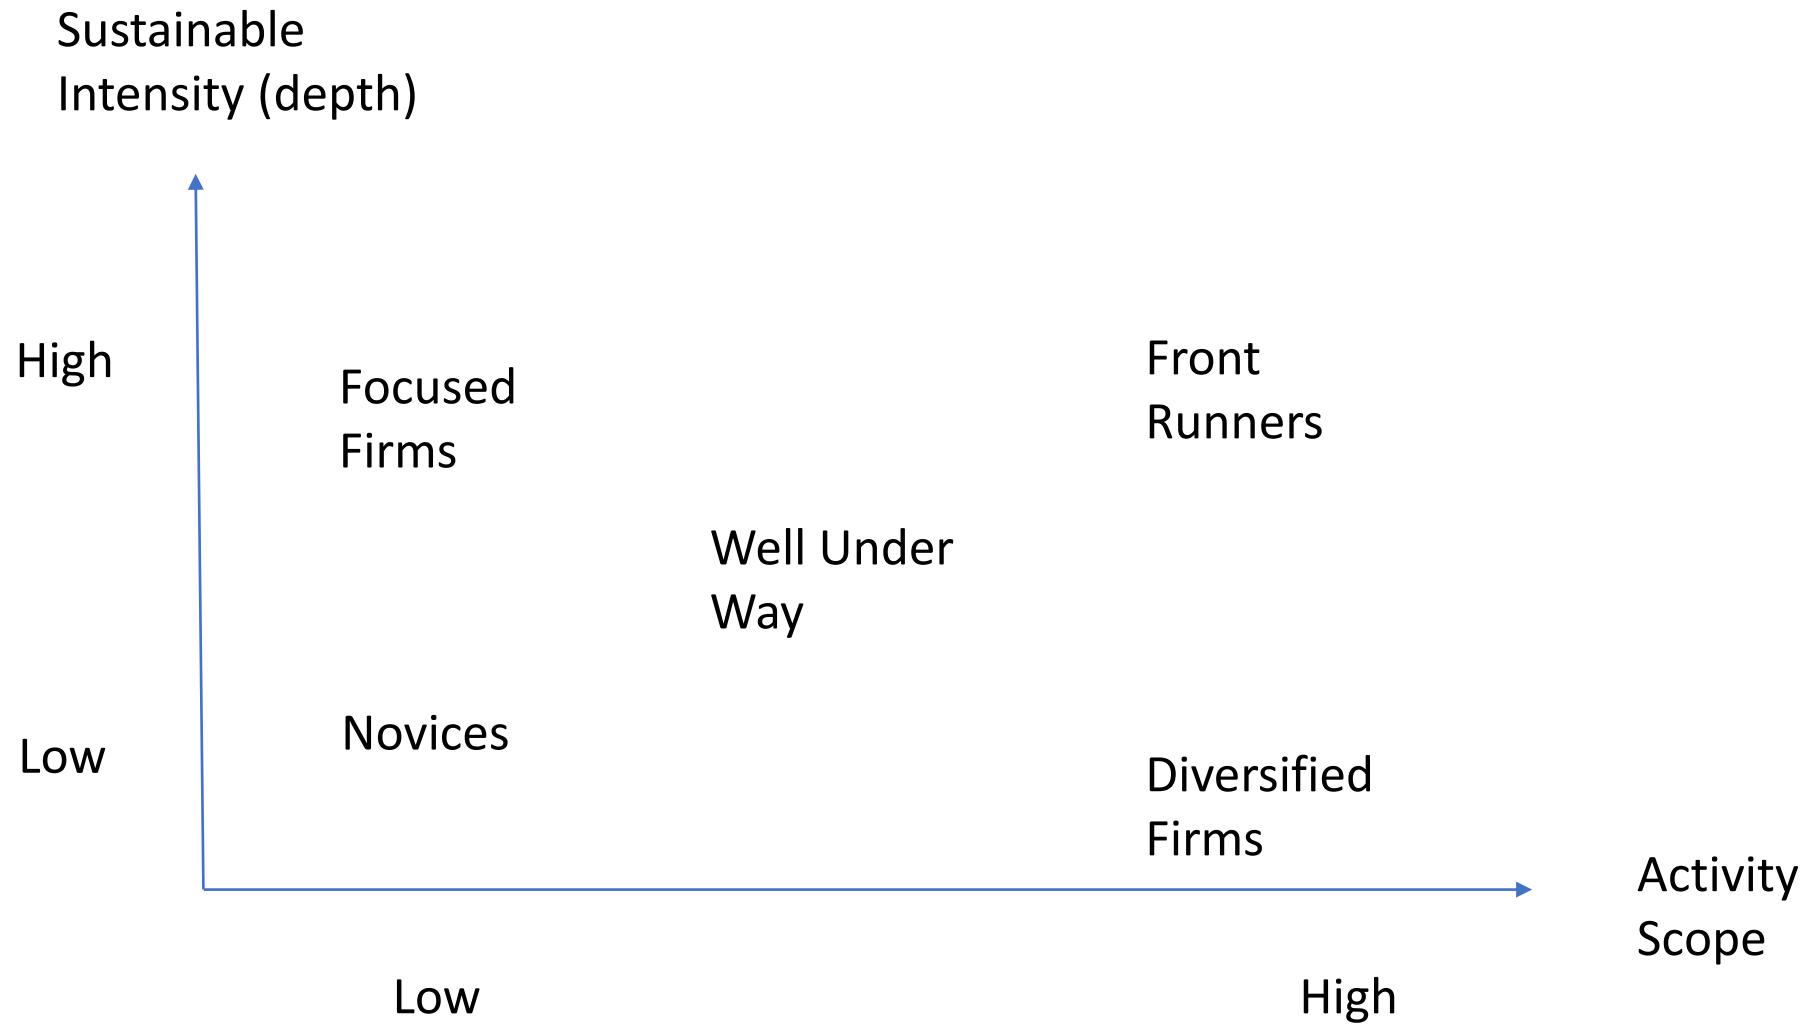 Sustainable
Intensity (depth)
High
Focused
Firms
Front
Runners
Well Under
Way
Low
Novices
Diversified
Firms
Activity
Scope
Low
High